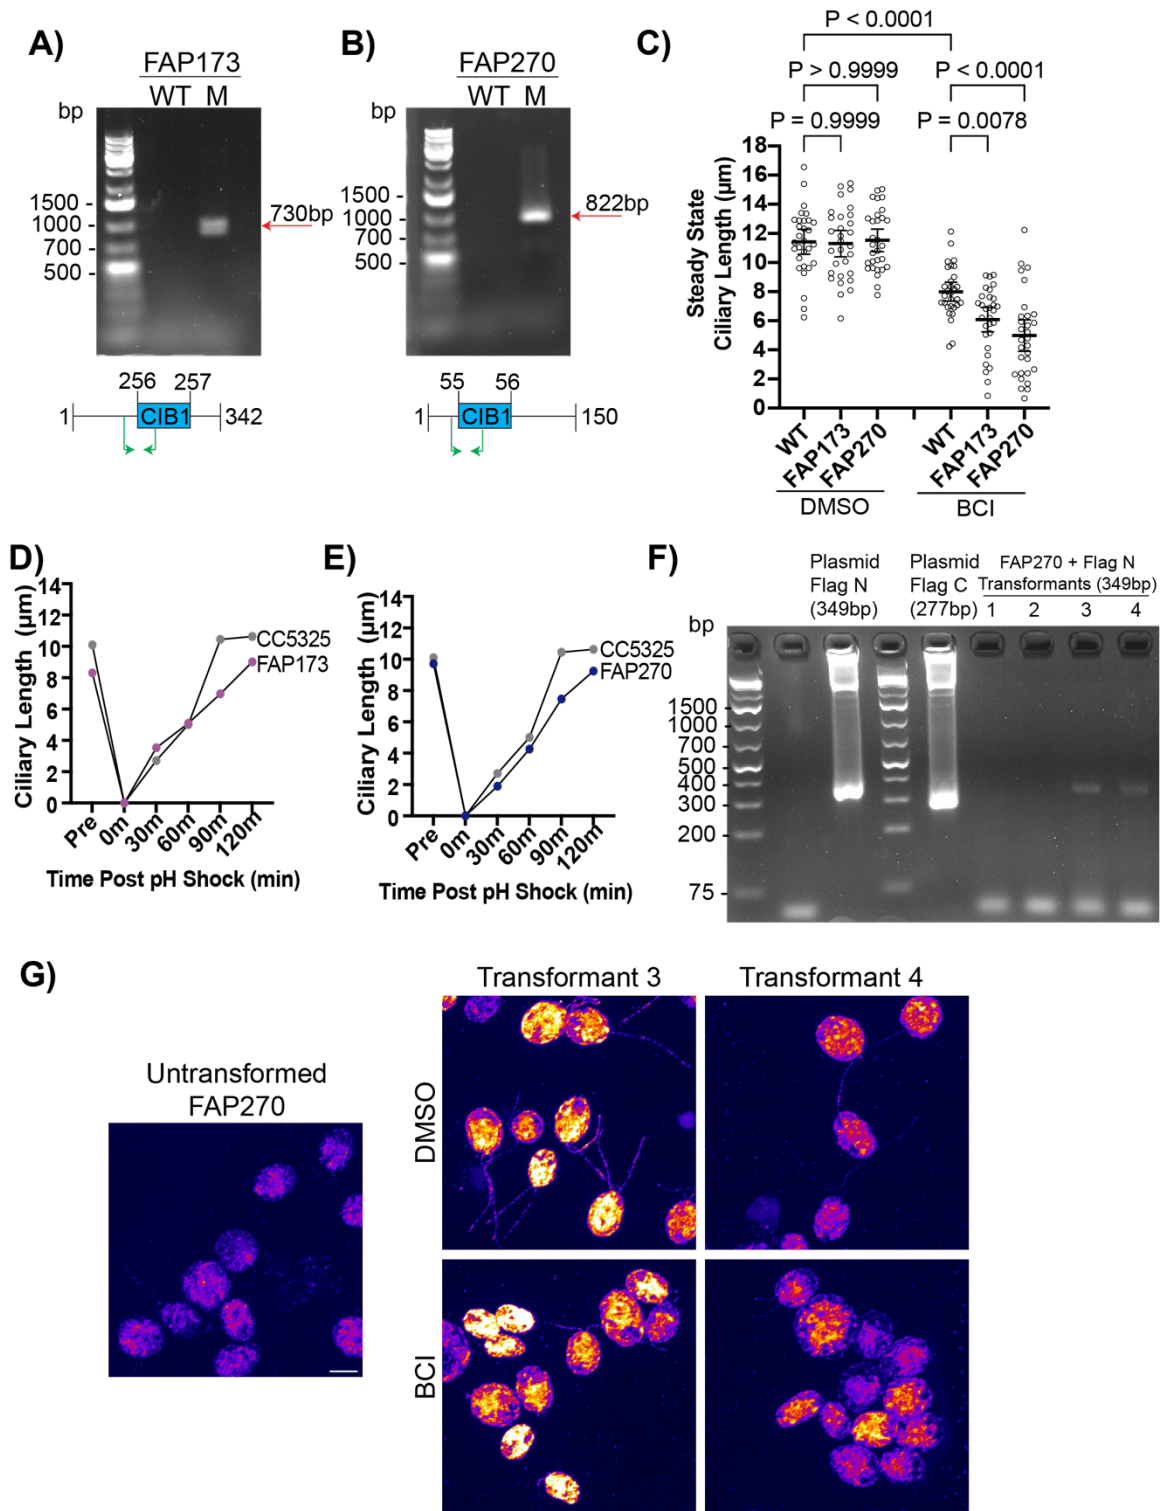 A)
FAP173
WT M
bp
1500 -
1000 -
700 -
500 -
730bp
256 257
1 CIB1 342
B)
FAP270
WT M
bp
1500 -
1000 -
700 -
500 -
822bp
55 56
1 CIB1 150
C)
P < 0.0001
P > 0.9999 P < 0.0001
P = 0.9999 P = 0.0078
Steady State
Ciliary Length (µm)
18
16
14
12
10
8
6
4
2
0
WT FAP173 FAP270 WT FAP173 FAP270
DMSO BCI
D)
Ciliary Length (µm)
14
12
10
8
6
4
2
0
CC5325
FAP173
Pre 0m 30m 60m 90m 120m
Time Post pH Shock (min)
E)
Ciliary Length (µm)
14
12
10
8
6
4
2
0
CC5325
FAP270
Pre 0m 30m 60m 90m 120m
Time Post pH Shock (min)
F)
Plasmid
Flag N
(349bp)
Plasmid
Flag C
(277bp)
FAP270 + Flag N
Transformants (349bp)
1 2 3 4
bp
1500 -
1000 -
700 -
500 -
400 -
300 -
200 -
75 -
G)
Transformant 3 Transformant 4
Untransformed
FAP270
DMSO
BCI